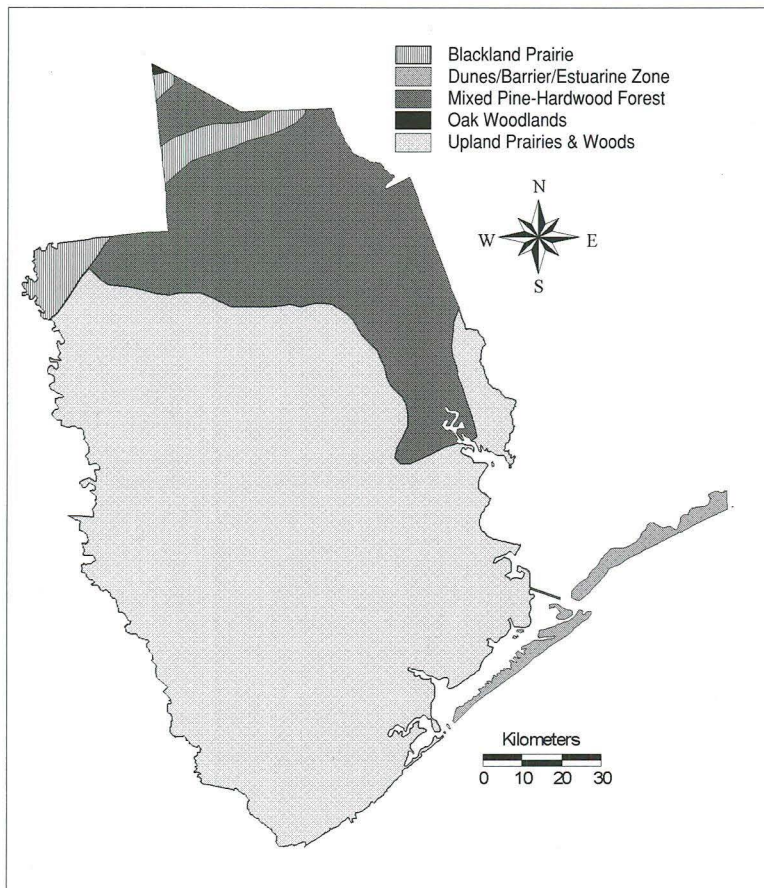 Blackland Prairie
Dunes/Barrier/Estuarine Zone
Mixed Pine-Hardwood Forest
Oak Woodlands
Upland Prairies & Woods
N
W E
S
Kilometers
0 10 20 30